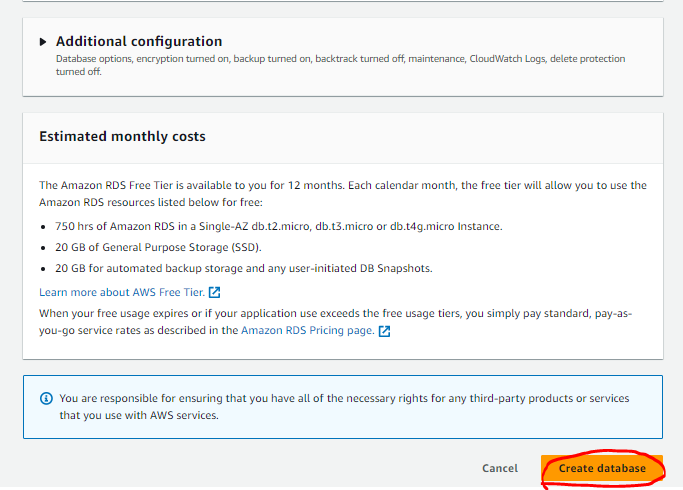 Additional configuration
Database options, encryption turned on, backup turned on, backtrack turned off, maintenance, CloudWatch Logs, delete protection
turned off.
Estimated monthly costs
The Amazon RDS Free Tier is available to you for 12 months. Each calendar month, the free tier will allow you to use the
Amazon RDS resources listed below for free:
• 750 hrs of Amazon RDS in a Single-AZ db.t2.micro, db.t3.micro or db.t4g.micro Instance.
• 20 GB of General Purpose Storage (SSD).
• 20 GB for automated backup storage and any user-initiated DB Snapshots.
Learn more about AWS Free Tier.
When your free usage expires or if your application use exceeds the free usage tiers, you simply pay standard, pay-as-
you-go service rates as described in the Amazon RDS Pricing page.
You are responsible for ensuring that you have all of the necessary rights for any third-party products or services
that you use with AWS services.
Cancel Create database